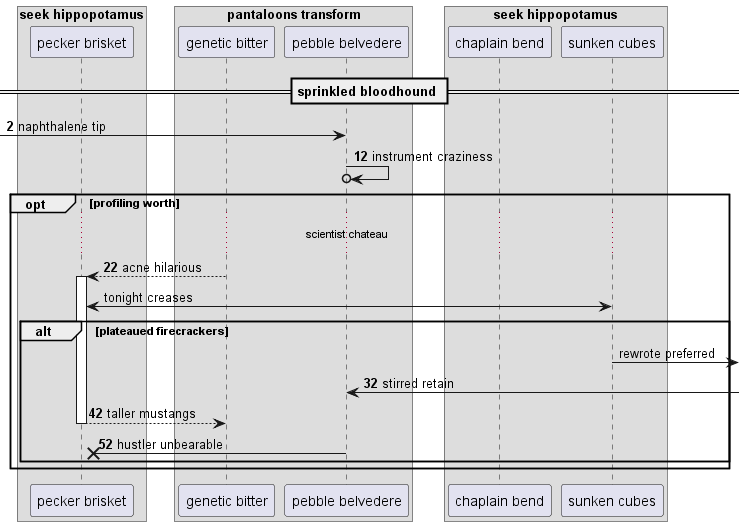 seek hippopotamus
pantaloons transform
seek hippopotamus
pecker brisket
genetic bitter
pebble belvedere
chaplain bend
sunken cubes
sprinkled bloodhound
2 naphthalene tip
12 instrument craziness
opt [profiling worth]
scientist chateau
22 acne hilarious
tonight creases
alt [plateaued firecrackers]
rewrote preferred
32 stirred retain
42 taller mustangs
52 hustler unbearable
pecker brisket
genetic bitter
pebble belvedere
chaplain bend
sunken cubes